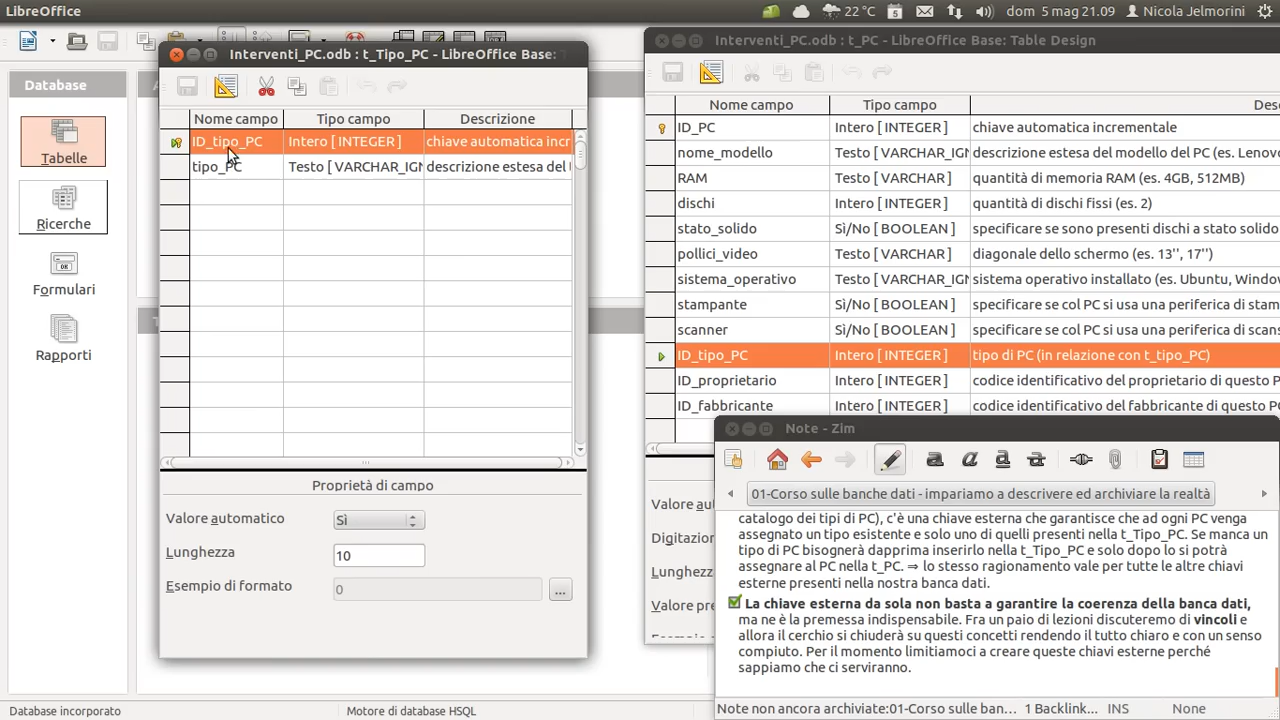 LibreOffice
22 °C
dom 5 mag 21.09
Nicola Jelmorini
Interventi_PC.odb : t_Tipo_PC - LibreOffice Base:
Interventi_PC.odb : t_PC - LibreOffice Base: Table Design
Database
Tabelle
Ricerche
Formulari
Rapporti
Nome campo Tipo campo Descrizione
ID_tipo_PC Intero [ INTEGER ] chiave automatica incr
tipo_PC Testo [ VARCHAR_IGN descrizione estesa del
Proprietà di campo
Valore automatico Sì
Lunghezza 10
Esempio di formato 0 ...
Nome campo Tipo campo Des
ID_PC Intero [ INTEGER ] chiave automatica incrementale
nome_modello Testo [ VARCHAR_IGN descrizione estesa del modello del PC (es. Lenov
RAM Testo [ VARCHAR ] quantità di memoria RAM (es. 4GB, 512MB)
dischi Intero [ INTEGER ] quantità di dischi fissi (es. 2)
stato_solido Sì/No [ BOOLEAN ] specificare se sono presenti dischi a stato solido
pollici_video Testo [ VARCHAR ] diagonale dello schermo (es. 13'', 17'')
sistema_operativo Testo [ VARCHAR_IGN sistema operativo installato (es. Ubuntu, Window
stampante Sì/No [ BOOLEAN ] specificare se col PC si usa una periferica di stam
scanner Sì/No [ BOOLEAN ] specificare se col PC si usa una periferica di scans
ID_tipo_PC Intero [ INTEGER ] tipo di PC (in relazione con t_tipo_PC)
ID_proprietario Intero [ INTEGER ] codice identificativo del proprietario di questo P
ID_fabbricante Intero [ INTEGER ] codice identificativo del fabbricante di questo PC
Valore au
Digitazion
Lunghezz
Valore pre
Note - Zim
01-Corso sulle banche dati - impariamo a descrivere ed archiviare la realtà
catalogo dei tipi di PC), c'è una chiave esterna che garantisce che ad ogni PC venga
assegnato un tipo esistente e solo uno di quelli presenti nella t_Tipo_PC. Se manca un
tipo di PC bisognerà dapprima inserirlo nella t_Tipo_PC e solo dopo lo si potrà
assegnare al PC nella t_PC. ⇒ lo stesso ragionamento vale per tutte le altre chiavi
esterne presenti nella nostra banca dati.
La chiave esterna da sola non basta a garantire la coerenza della banca dati,
ma ne è la premessa indispensabile. Fra un paio di lezioni discuteremo di vincoli e
allora il cerchio si chiuderà su questi concetti rendendo il tutto chiaro e con un senso
compiuto. Per il momento limitiamoci a creare queste chiavi esterne perché
sappiamo che ci serviranno.
Note non ancora archiviate:01-Corso sulle ban... 1 Backlink... INS None
Database incorporato Motore di database HSQL